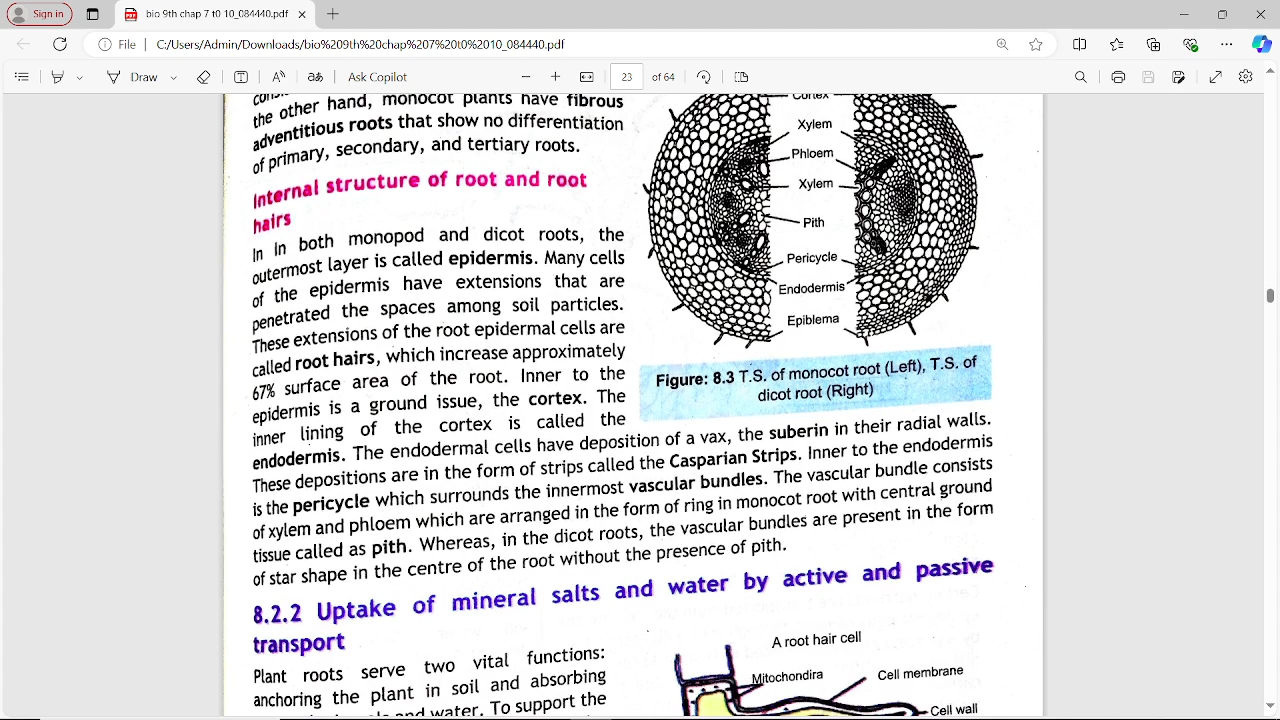 Sign in
bio 9th chap 7 t0 10_084440.pdf
File
C:/Users/Admin/Downloads/bio%209th%20chap%207%20t0%2010_084440.pdf
Draw
Ask Copilot
23
of 64
the other hand, monocot plants have fibrous
adventitious roots that show no differentiation
of primary, secondary, and tertiary roots.
Internal structure of root and root
hairs
In In both monopod and dicot roots, the
outermost layer is called epidermis. Many cells
of the epidermis have extensions that are
penetrated the spaces among soil particles.
These extensions of the root epidermal cells are
called root hairs, which increase approximately
67% surface area of the root. Inner to the
epidermis is a ground issue, the cortex. The
inner lining of the cortex is called the
endodermis. The endodermal cells have deposition of a vax, the suberin in their radial walls.
These depositions are in the form of strips called the Casparian Strips. Inner to the endodermis
is the pericycle which surrounds the innermost vascular bundles. The vascular bundle consists
of xylem and phloem which are arranged in the form of ring in monocot root with central ground
tissue called as pith. Whereas, in the dicot roots, the vascular bundles are present in the form
of star shape in the centre of the root without the presence of pith.
Cortex
Xylem
Phloem
Xylem
Pith
Pericycle
Endodermis
Epiblema
Figure: 8.3 T.S. of monocot root (Left), T.S. of
dicot root (Right)
8.2.2 Uptake of mineral salts and water by active and passive
transport
Plant roots serve two vital functions:
anchoring the plant in soil and absorbing
and water. To support the
A root hair cell
Mitochondira
Cell membrane
Cell wall